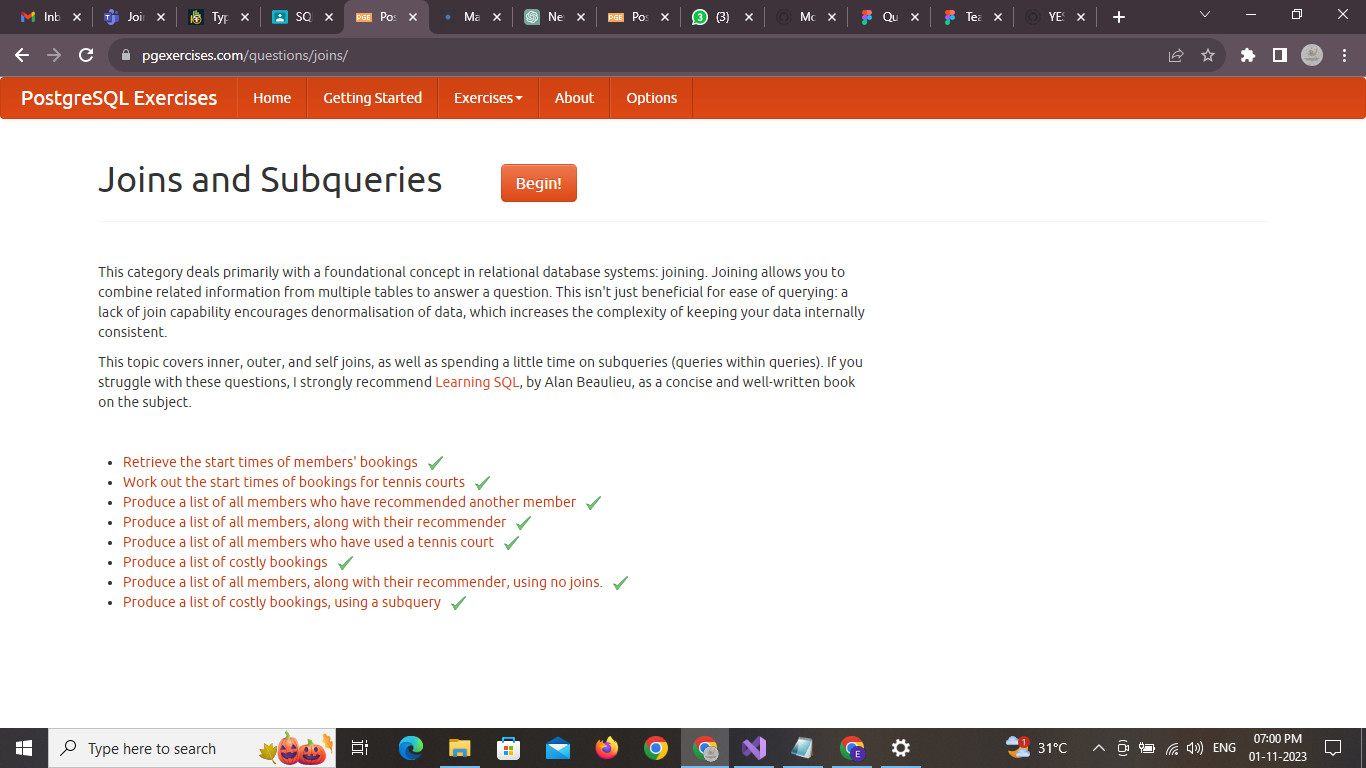 Inb
Joi
Typ
SQ
PGE Pos
Ma
Ne
PGE Pos
3 (3)
Mc
Qu
Tea
YE
pgexercises.com/questions/joins/
PostgreSQL Exercises Home Getting Started Exercises About Options
Joins and Subqueries Begin!
This category deals primarily with a foundational concept in relational database systems: joining. Joining allows you to
combine related information from multiple tables to answer a question. This isn't just beneficial for ease of querying: a
lack of join capability encourages denormalisation of data, which increases the complexity of keeping your data internally
consistent.
This topic covers inner, outer, and self joins, as well as spending a little time on subqueries (queries within queries). If you
struggle with these questions, I strongly recommend Learning SQL, by Alan Beaulieu, as a concise and well-written book
on the subject.
Retrieve the start times of members' bookings
Work out the start times of bookings for tennis courts
Produce a list of all members who have recommended another member
Produce a list of all members, along with their recommender
Produce a list of all members who have used a tennis court
Produce a list of costly bookings
Produce a list of all members, along with their recommender, using no joins.
Produce a list of costly bookings, using a subquery
Type here to search
E
1
31°C
ENG
07:00 PM
01-11-2023